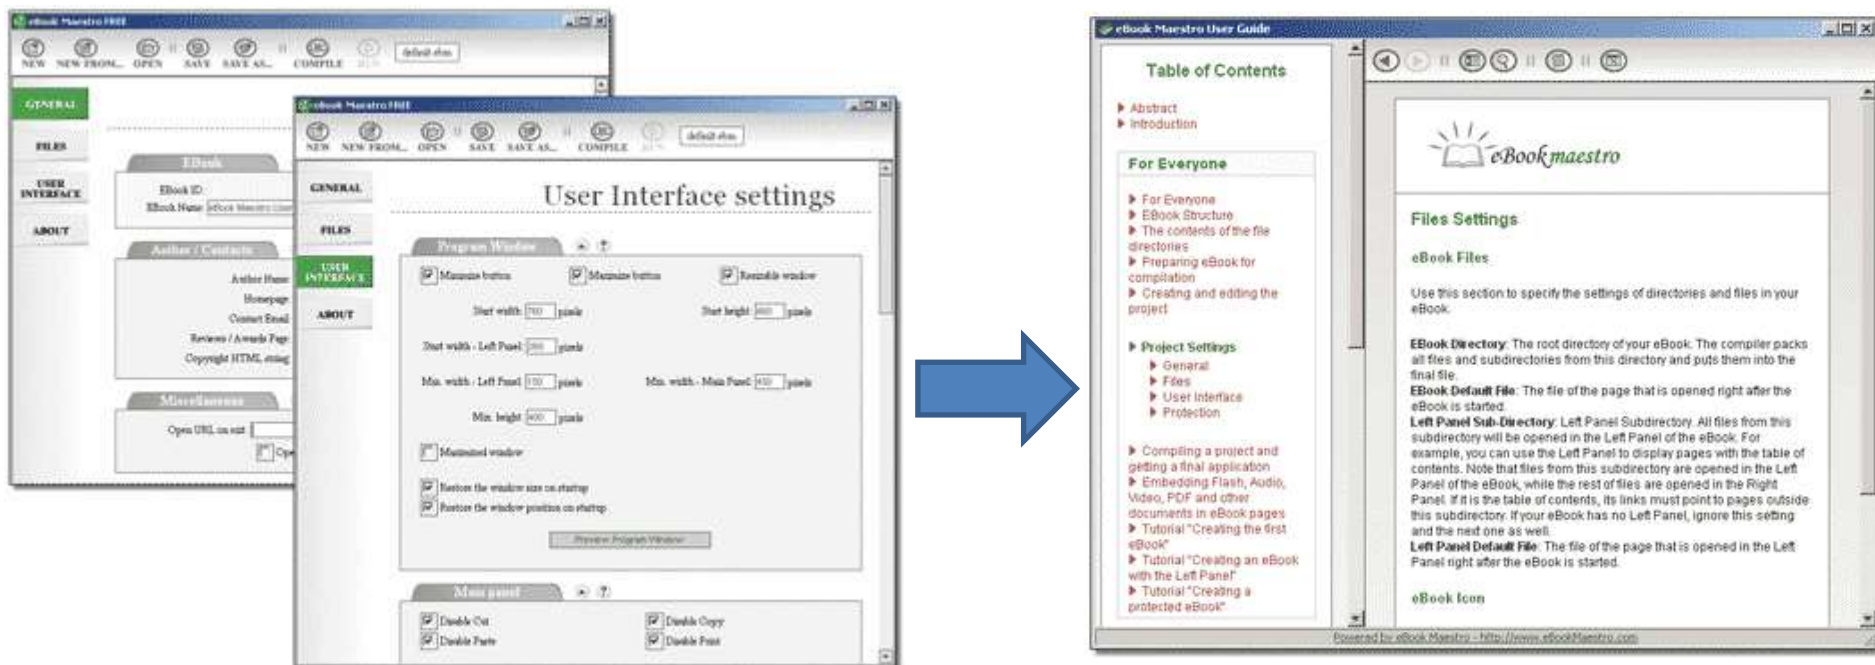 eBook Maestro FREE
NEW NEW FROM... OPEN SAVE SAVE AS... COMPILE RUN default.ebm
GENERAL
FILES
USER INTERFACE
ABOUT
EBook
EBook ID:
EBook Name:
Author / Contacts
Author Name:
Homepage:
Contact Email:
Reviews / Awards Page:
Copyright HTML string:
Miscellaneous
Open URL on exit:
Ope
eBook Maestro FREE
NEW NEW FROM... OPEN SAVE SAVE AS... COMPILE RUN default.ebm
GENERAL
FILES
USER INTERFACE
ABOUT
User Interface settings
Program Window
Minimize button Maximize button Resizable window
Start width: 760 pixels Start height: pixels
Start width - Left Panel: pixels
Min. width - Left Panel: 150 pixels Min. width - Main Panel: 450 pixels
Min. height: 400 pixels
Maximized window
Restore the window size on startup
Restore the window position on startup
Preview Program Window
Main panel
Disable Cut Disable Copy
Disable Paste Disable Print
eBook Maestro User Guide
Table of Contents
Abstract
Introduction
For Everyone
For Everyone
EBook Structure
The contents of the file
directories
Preparing eBook for
compilation
Creating and editing the
project
Project Settings
General
Files
User Interface
Protection
Compiling a project and
getting a final application
Embedding Flash, Audio,
Video, PDF and other
documents in eBook pages
Tutorial "Creating the first
eBook"
Tutorial "Creating an eBook
with the Left Panel"
Tutorial "Creating a
protected eBook"
eBookmaestro
Files Settings
eBook Files
Use this section to specify the settings of directories and files in your
eBook.
EBook Directory: The root directory of your eBook. The compiler packs
all files and subdirectories from this directory and puts them into the
final file.
EBook Default File: The file of the page that is opened right after the
eBook is started.
Left Panel Sub-Directory: Left Panel Subdirectory. All files from this
subdirectory will be opened in the Left Panel of the eBook. For
example, you can use the Left Panel to display pages with the table of
contents. Note that files from this subdirectory are opened in the Left
Panel of the eBook, while the rest of files are opened in the Right
Panel. If it is the table of contents, its links must point to pages outside
this subdirectory. If your eBook has no Left Panel, ignore this setting
and the next one as well.
Left Panel Default File: The file of the page that is opened in the Left
Panel right after the eBook is started.
eBook Icon
Powered by eBook Maestro - http://www.eBookMaestro.com